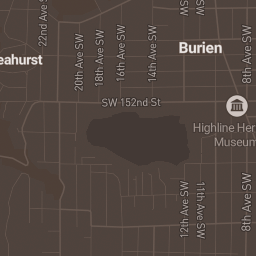 22nd Ave SW
20th Ave SW
18th Ave SW
16th Ave SW
14th Ave SW
SW
8th Ave SW
Burien
eahurst
SW 152nd St
Highline Her
Museum
12th Ave SW
11th Ave SW
8th Ave SW